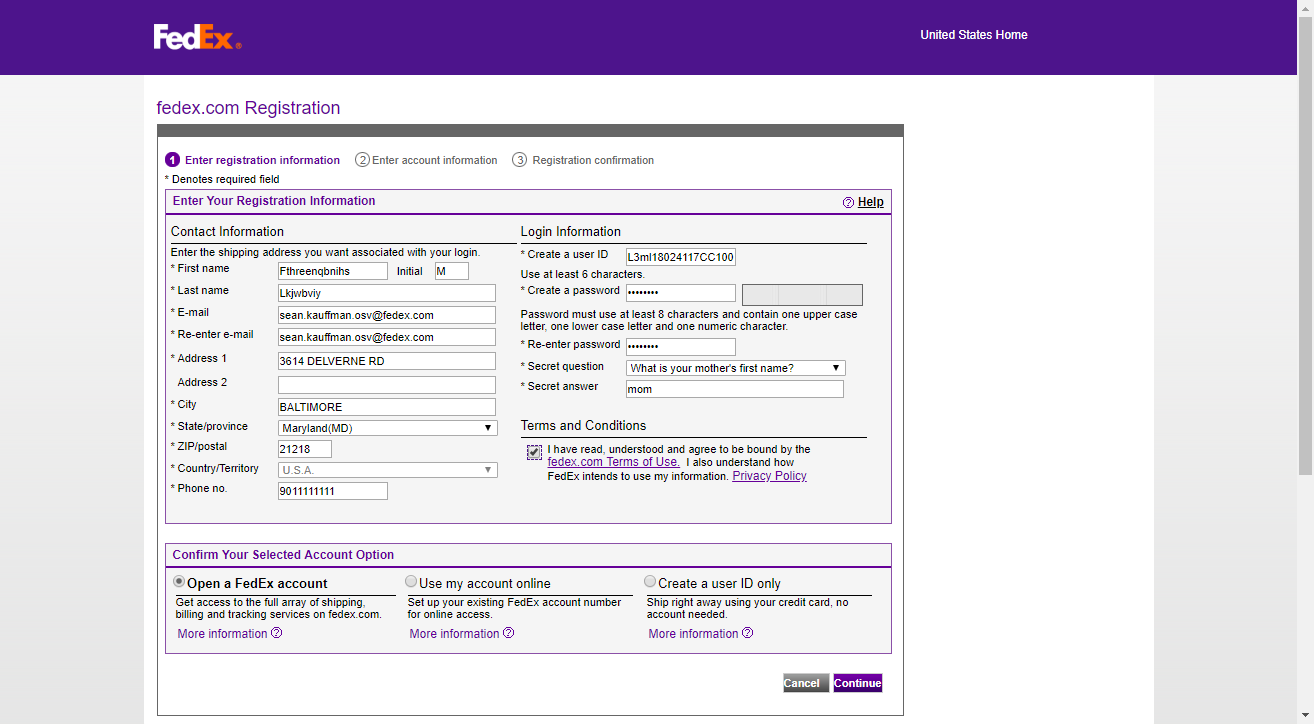 FedEx®
United States Home
fedex.com Registration
1 Enter registration information 2 Enter account information 3 Registration confirmation
* Denotes required field
Enter Your Registration Information
? Help
Contact Information
Enter the shipping address you want associated with your login.
* First name Fthreenqbnihs Initial M
* Last name Lkjwbviy
* E-mail sean.kauffman.osv@fedex.com
* Re-enter e-mail sean.kauffman.osv@fedex.com
* Address 1 3614 DELVERNE RD
Address 2
* City BALTIMORE
* State/province Maryland(MD)
* ZIP/postal 21218
* Country/Territory U.S.A.
* Phone no. 9011111111
Login Information
* Create a user ID L3ml18024117CC100
Use at least 6 characters.
* Create a password ••••••••
Password must use at least 8 characters and contain one upper case
letter, one lower case letter and one numeric character.
* Re-enter password ••••••••
* Secret question What is your mother's first name?
* Secret answer mom
Terms and Conditions
I have read, understood and agree to be bound by the
fedex.com Terms of Use. I also understand how
FedEx intends to use my information. Privacy Policy
Confirm Your Selected Account Option
Open a FedEx account
Get access to the full array of shipping,
billing and tracking services on fedex.com.
More information ?
Use my account online
Set up your existing FedEx account number
for online access.
More information ?
Create a user ID only
Ship right away using your credit card, no
account needed.
More information ?
Cancel Continue